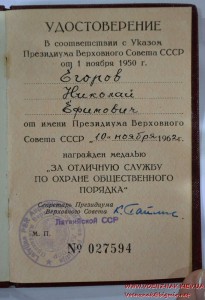 УДОСТОВЕРЕНИЕ
В соответствии с Указом
Президиума Верховного Совета СССР
от 1 ноября 1950 г.
Егоров
Николай
Ефимович
от имени Президиума Верховного
Совета СССР "10" ноября 1962 г.
награжден медалью
„ЗА ОТЛИЧНУЮ СЛУЖБУ
ПО ОХРАНЕ ОБЩЕСТВЕННОГО
ПОРЯДКА"
Секретарь Президиума
Верховного Совета
Латвийской ССР
М. П.
№ 027594